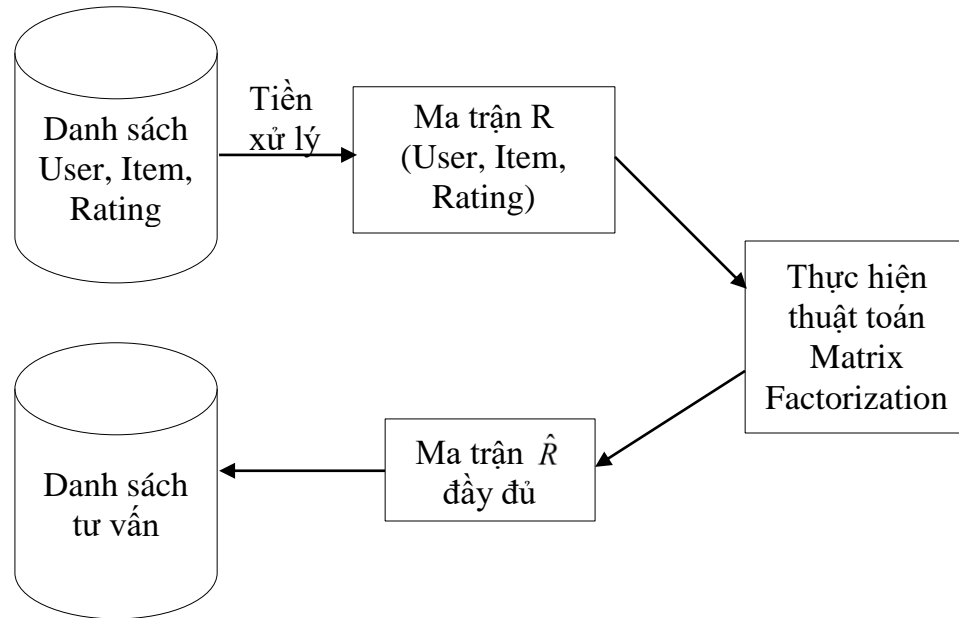 Danh sách
User, Item,
Rating
Tiền
xử lý
Ma trận R
(User, Item,
Rating)
Thực hiện
thuật toán
Matrix
Factorization
Ma trận R̂
đầy đủ
Danh sách
tư vấn